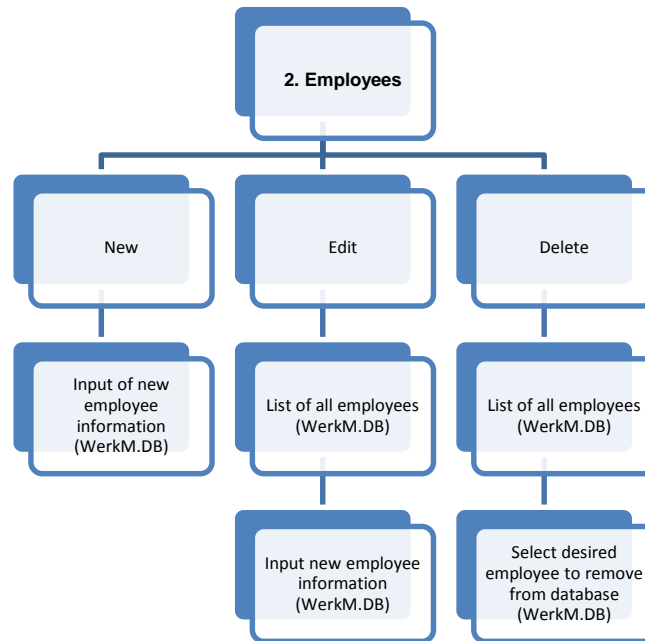 2. Employees
New
Edit
Delete
Input of new
employee
information
(WerkM.DB)
List of all employees
(WerkM.DB)
List of all employees
(WerkM.DB)
Input new employee
information
(WerkM.DB)
Select desired
employee to remove
from database
(WerkM.DB)